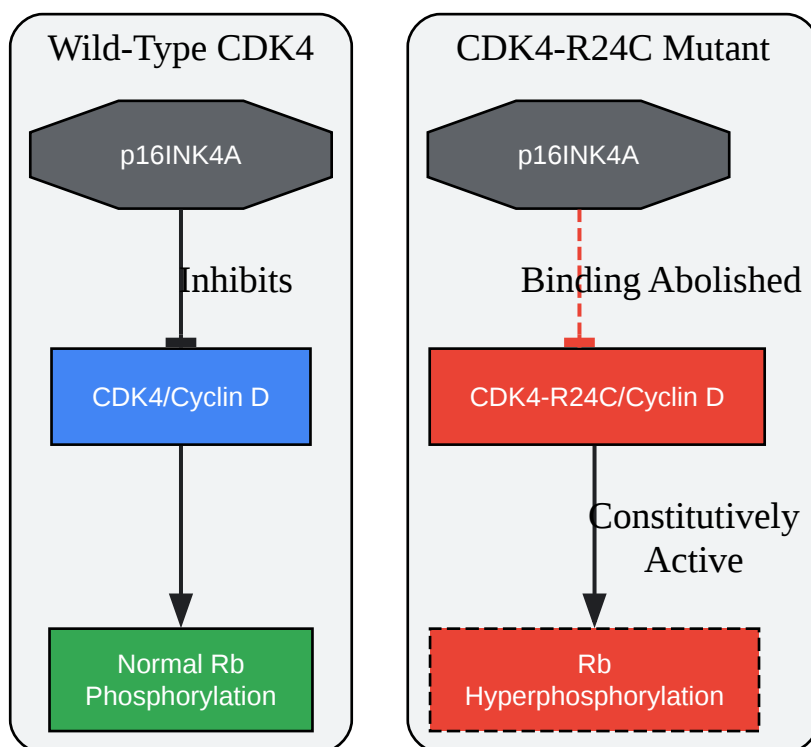 Wild-Type CDK4
p16INK4A
Inhibits
CDK4/Cyclin D
Normal Rb
Phosphorylation
CDK4-R24C Mutant
p16INK4A
Binding Abolished
CDK4-R24C/Cyclin D
Constitutively
Active
Rb
Hyperphosphorylation